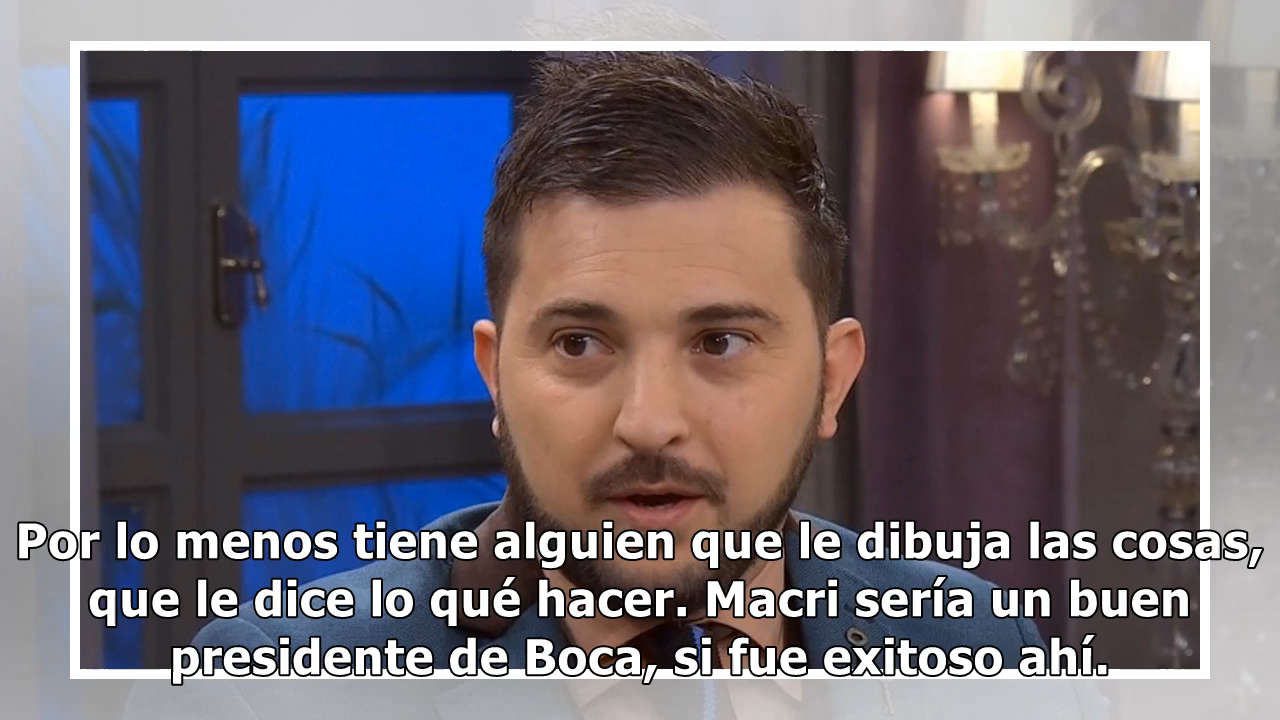 Por lo menos tiene alguien que le dibuja las cosas,
que le dice lo qué hacer. Macri sería un buen
presidente de Boca, si fue exitoso ahí.